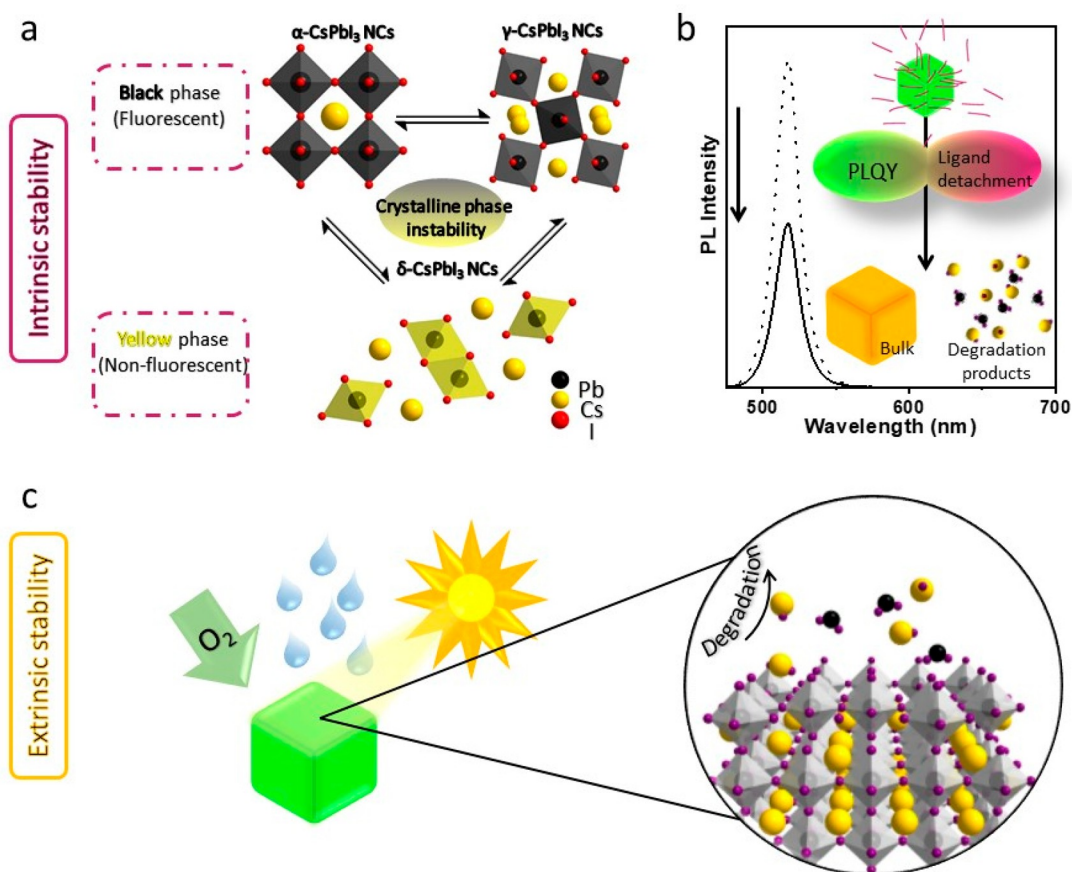 a
α-CsPbI₃ NCs
γ-CsPbI₃ NCs
Black phase
(Fluorescent)
Intrinsic stability
Crystalline phase
instability
δ-CsPbI₃ NCs
Yellow phase
(Non-fluorescent)
Pb
Cs
I
b
PL Intensity
PLQY
Ligand
detachment
Bulk
Degradation
products
500
600
700
Wavelength (nm)
c
Extrinsic stability
O₂
Degradation